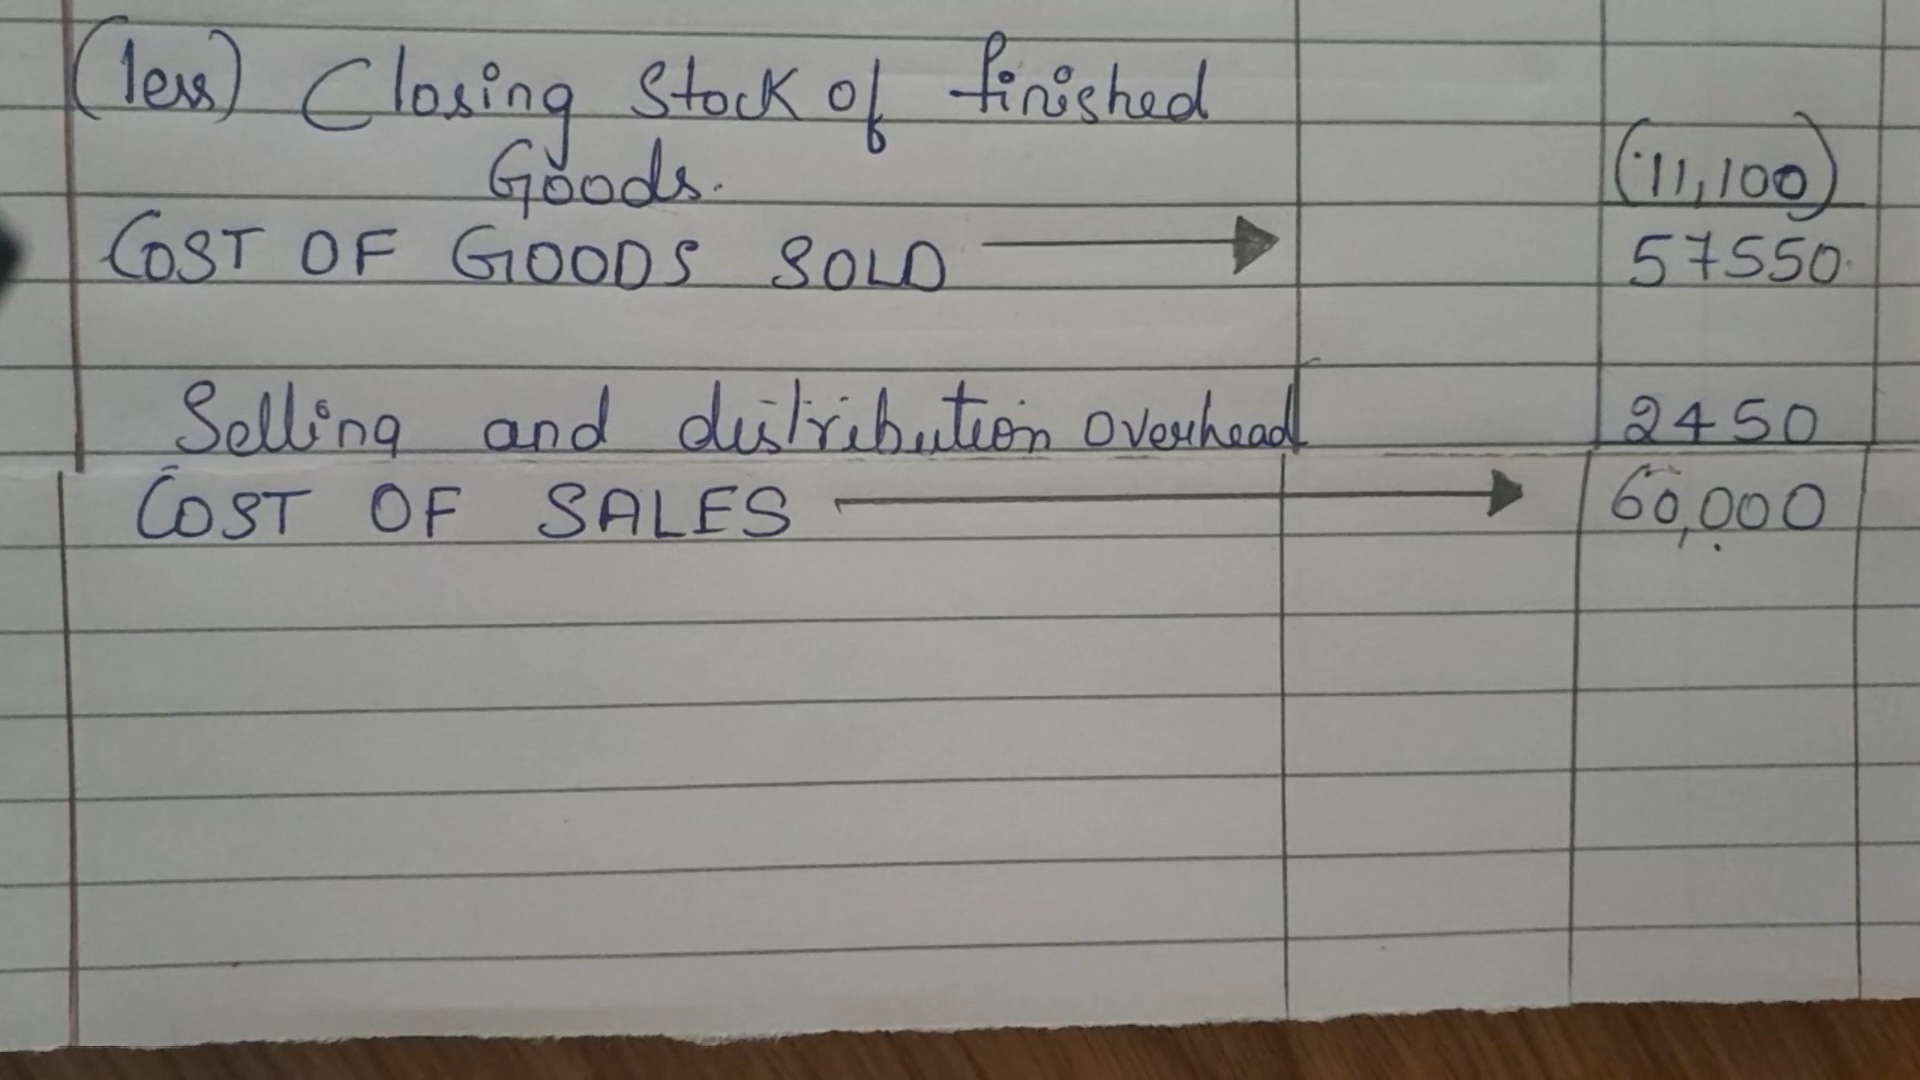 (less) Closing Stock of finished
Goods. (11,100)
COST OF GOODS SOLD 57550
Selling and distribution overhead 2450
COST OF SALES 60,000